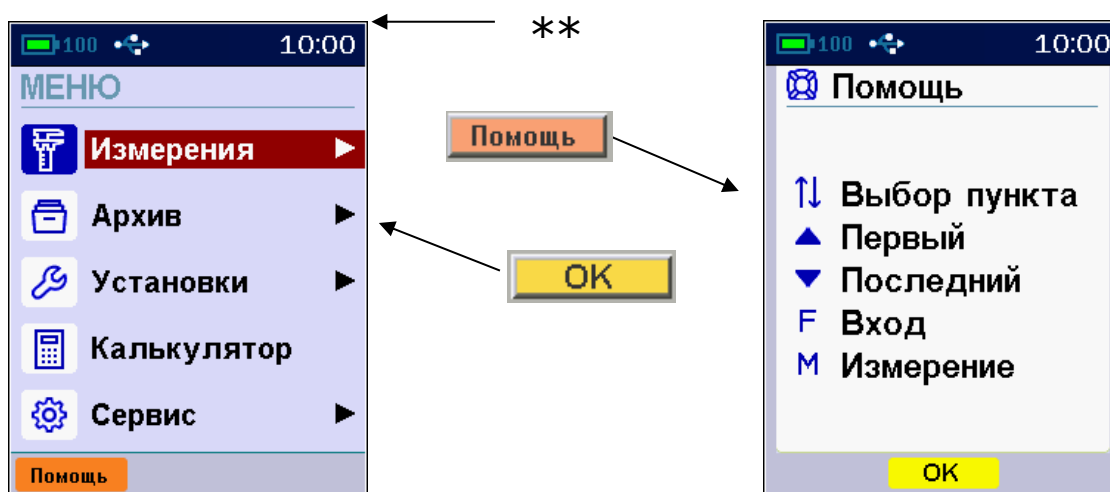 100 10:00
МЕНЮ
Измерения
Архив
Установки
Калькулятор
Сервис
Помощь
**
Помощь
OK
100 10:00
Помощь
Выбор пункта
Первый
Последний
F Вход
M Измерение
OK